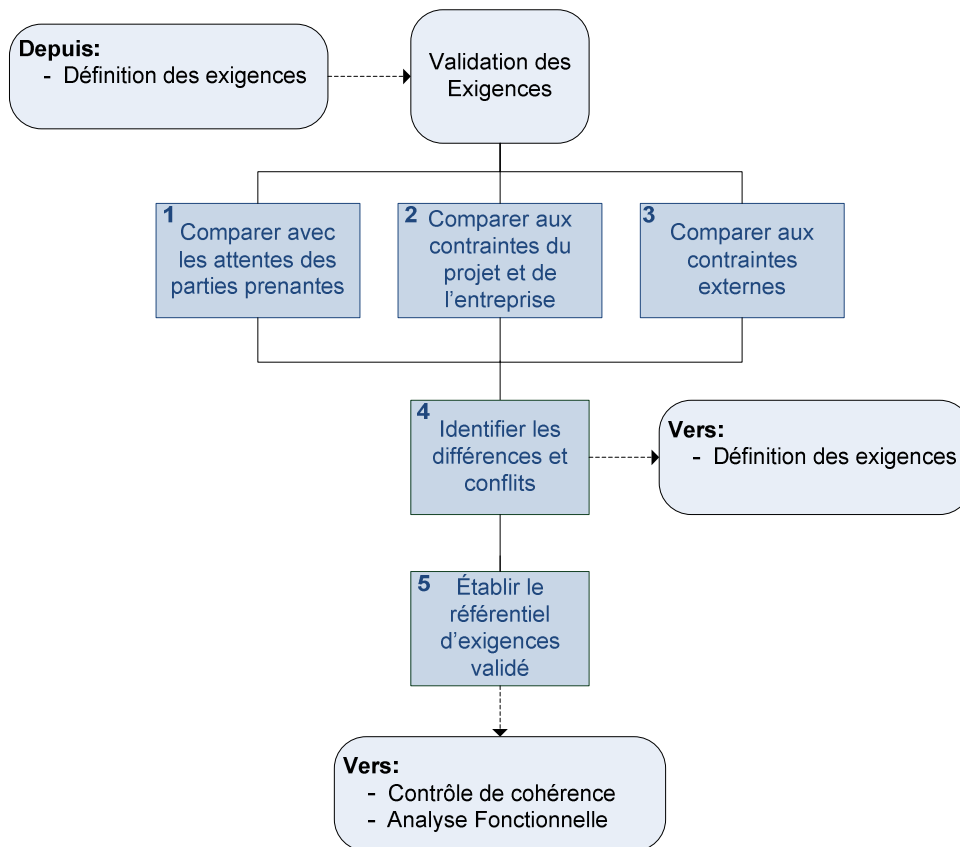 Depuis:
- Définition des exigences
Validation des
Exigences
1
Comparer avec
les attentes des
parties prenantes
2
Comparer aux
contraintes du
projet et de
l'entreprise
3
Comparer aux
contraintes
externes
4
Identifier les
différences et
conflits
Vers:
- Définition des exigences
5
Établir le
référentiel
d'exigences
validé
Vers:
- Contrôle de cohérence
- Analyse Fonctionnelle